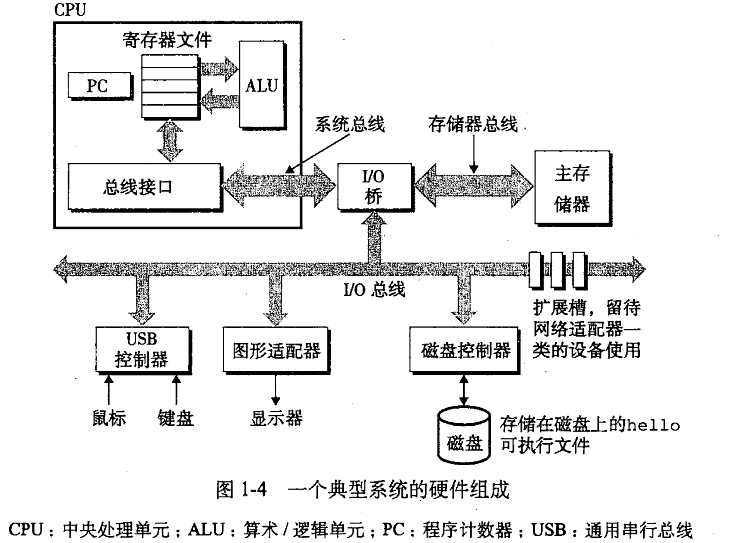 CPU
寄存器文件
PC
ALU
系统总线
存储器总线
总线接口
I/O
桥
主存
储器
I/O 总线
扩展槽，留待
网络适配器一
类的设备使用
USB
控制器
图形适配器
磁盘控制器
鼠标
键盘
显示器
磁盘
存储在磁盘上的hello
可执行文件
图 1-4 一个典型系统的硬件组成
CPU：中央处理单元；ALU：算术 / 逻辑单元；PC：程序计数器；USB：通用串行总线